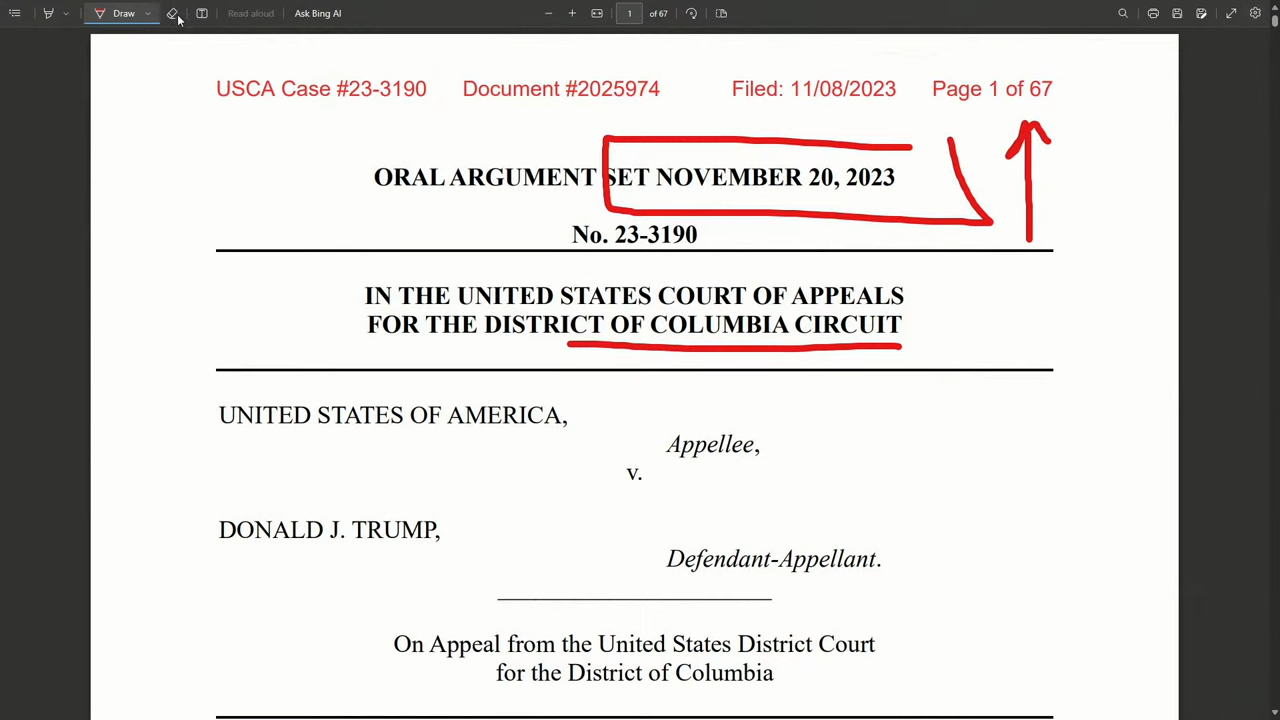 Draw Read aloud Ask Bing AI 1 of 67
USCA Case #23-3190 Document #2025974 Filed: 11/08/2023 Page 1 of 67
ORAL ARGUMENT SET NOVEMBER 20, 2023
No. 23-3190
IN THE UNITED STATES COURT OF APPEALS
FOR THE DISTRICT OF COLUMBIA CIRCUIT
UNITED STATES OF AMERICA,
Appellee,
v.
DONALD J. TRUMP,
Defendant-Appellant.
On Appeal from the United States District Court
for the District of Columbia